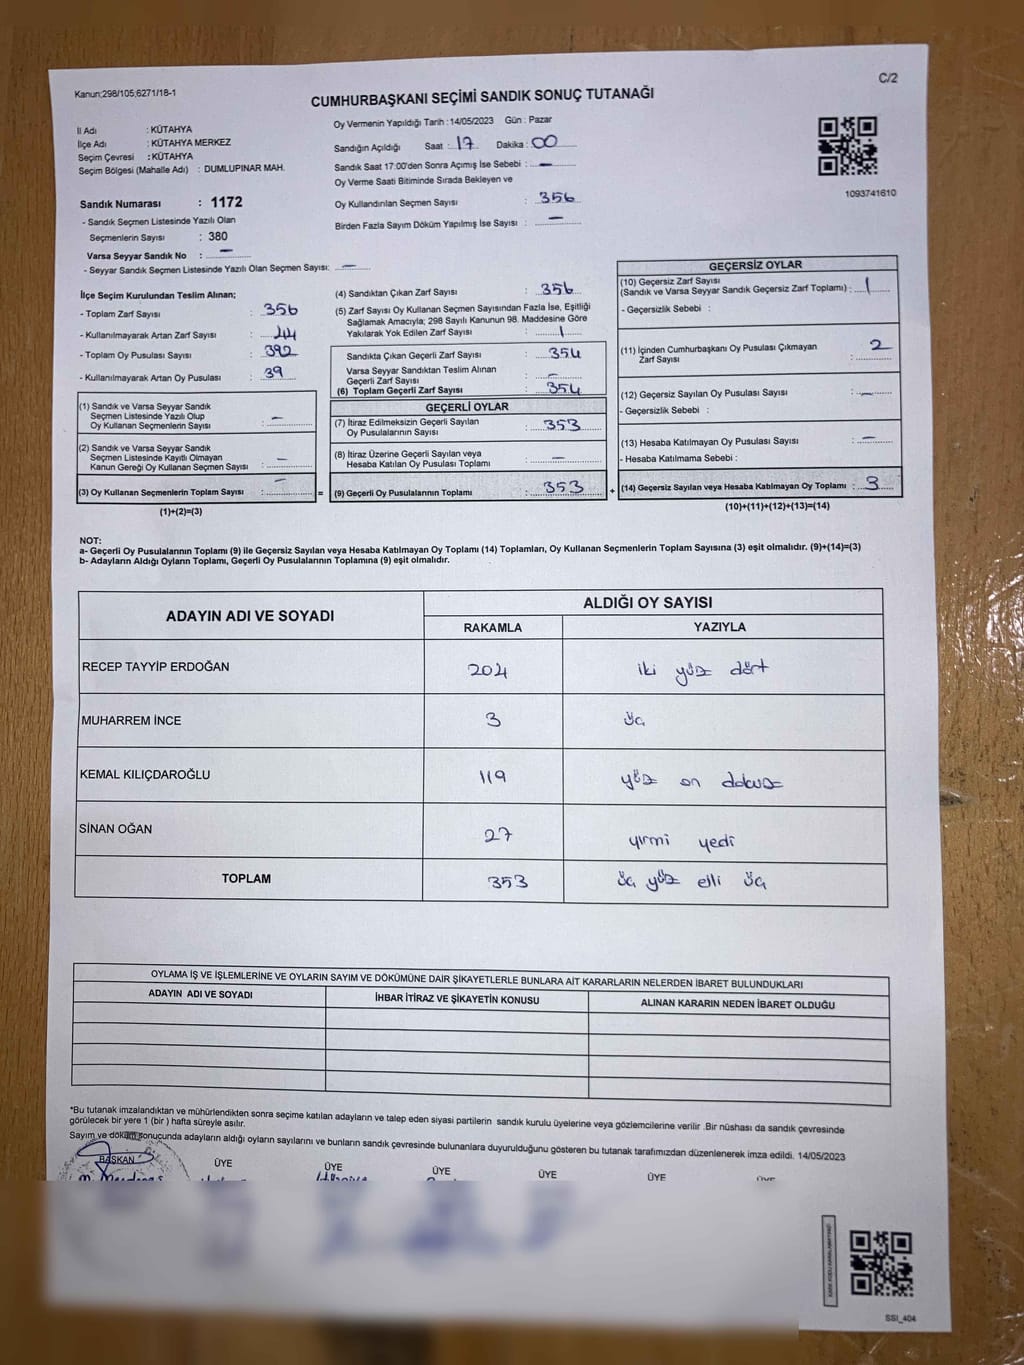 Kanun;298/105;6271/18-1
C/2
CUMHURBAŞKANI SEÇİMİ SANDIK SONUÇ TUTANAĞI
İl Adı : KÜTAHYA
İlçe Adı : KÜTAHYA MERKEZ
Seçim Çevresi : KÜTAHYA
Seçim Bölgesi (Mahalle Adı) : DUMLUPINAR MAH.
Oy Vermenin Yapıldığı Tarih : 14/05/2023 Gün : Pazar
Sandığın Açıldığı Saat : 17 Dakika : 00
Sandık Saat 17:00'den Sonra Açımış İse Sebebi : —
Oy Verme Saati Bitiminde Sırada Bekleyen ve
Oy Kullandırılan Seçmen Sayısı : 356
Birden Fazla Sayım Döküm Yapılmış İse Sayısı : —
1093741610
Sandık Numarası : 1172
- Sandık Seçmen Listesinde Yazılı Olan
Seçmenlerin Sayısı : 380
Varsa Seyyar Sandık No : —
- Seyyar Sandık Seçmen Listesinde Yazılı Olan Seçmen Sayısı: —
İlçe Seçim Kurulundan Teslim Alınan;
- Toplam Zarf Sayısı : 356
- Kullanılmayarak Artan Zarf Sayısı : 44
- Toplam Oy Pusulası Sayısı : 392
- Kullanılmayarak Artan Oy Pusulası : 39
(1) Sandık ve Varsa Seyyar Sandık
Seçmen Listesinde Yazılı Olup
Oy Kullanan Seçmenlerin Sayısı : —
(2) Sandık ve Varsa Seyyar Sandık
Seçmen Listesinde Kayıtlı Olmayan
Kanun Gereği Oy Kullanan Seçmen Sayısı : —
(3) Oy Kullanan Seçmenlerin Toplam Sayısı : — =
(1)+(2)=(3)
(4) Sandıktan Çıkan Zarf Sayısı : 356
(5) Zarf Sayısı Oy Kullanan Seçmen Sayısından Fazla İse, Eşitliği
Sağlamak Amacıyla; 298 Sayılı Kanunun 98. Maddesine Göre
Yakılarak Yok Edilen Zarf Sayısı : 1
Sandıkta Çıkan Geçerli Zarf Sayısı : 354
Varsa Seyyar Sandıktan Teslim Alınan
Geçerli Zarf Sayısı : —
(6) Toplam Geçerli Zarf Sayısı : 354
GEÇERLİ OYLAR
(7) İtiraz Edilmeksizin Geçerli Sayılan
Oy Pusulalarının Sayısı : 353
(8) İtiraz Üzerine Geçerli Sayılan veya
Hesaba Katılan Oy Pusulası Toplamı : —
(9) Geçerli Oy Pusulalarının Toplamı : 353 +
GEÇERSİZ OYLAR
(10) Geçersiz Zarf Sayısı
(Sandık ve Varsa Seyyar Sandık Geçersiz Zarf Toplamı) : 1
- Geçersizlik Sebebi :
(11) İçinden Cumhurbaşkanı Oy Pusulası Çıkmayan
Zarf Sayısı : 2
(12) Geçersiz Sayılan Oy Pusulası Sayısı : —
- Geçersizlik Sebebi :
(13) Hesaba Katılmayan Oy Pusulası Sayısı : —
- Hesaba Katılmama Sebebi :
(14) Geçersiz Sayılan veya Hesaba Katılmayan Oy Toplamı : 3
(10)+(11)+(12)+(13)=(14)
NOT:
a- Geçerli Oy Pusulalarının Toplamı (9) ile Geçersiz Sayılan veya Hesaba Katılmayan Oy Toplamı (14) Toplamları, Oy Kullanan Seçmenlerin Toplam Sayısına (3) eşit olmalıdır. (9)+(14)=(3)
b- Adayların Aldığı Oyların Toplamı, Geçerli Oy Pusulalarının Toplamına (9) eşit olmalıdır.
ADAYIN ADI VE SOYADI
ALDIĞI OY SAYISI
RAKAMLA YAZIYLA
RECEP TAYYİP ERDOĞAN 204 iki yüz dört
MUHARREM İNCE 3 üç
KEMAL KILIÇDAROĞLU 119 yüz on dokuz
SİNAN OĞAN 27 yirmi yedi
TOPLAM 353 üç yüz elli üç
OYLAMA İŞ VE İŞLEMLERİNE VE OYLARIN SAYIM VE DÖKÜMÜNE DAİR ŞİKAYETLERLE BUNLARA AİT KARARLARIN NELERDEN İBARET BULUNDUKLARI
ADAYIN ADI VE SOYADI İHBAR İTİRAZ VE ŞİKAYETİN KONUSU ALINAN KARARIN NEDEN İBARET OLDUĞU
*Bu tutanak imzalandıktan ve mühürlendikten sonra seçime katılan adayların ve talep eden siyasi partilerin sandık kurulu üyelerine veya gözlemcilerine verilir .Bir nüshası da sandık çevresinde
görülecek bir yere 1 (bir ) hafta süreyle asılır.
Sayım ve döküm sonucunda adayların aldığı oyların sayılarını ve bunların sandık çevresinde bulunanlara duyurulduğunu gösteren bu tutanak tarafımızdan düzenlenerek imza edildi. 14/05/2023
BAŞKAN ÜYE ÜYE ÜYE ÜYE ÜYE ÜYE
SSI_404